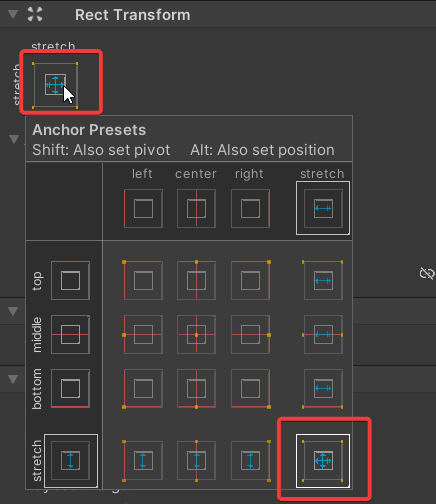 Rect Transform
stretch
stretch
Anchor Presets
Shift: Also set pivot Alt: Also set position
left center right stretch
top
middle
bottom
stretch